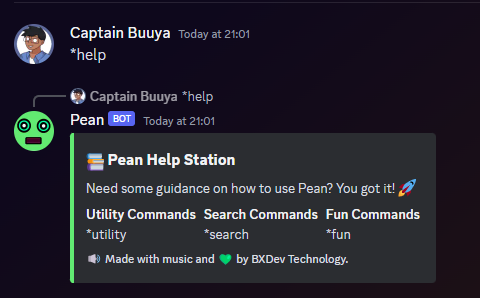 Captain Buuya Today at 21:01
*help
Captain Buuya *help
Pean BOT Today at 21:01
📚 Pean Help Station
Need some guidance on how to use Pean? You got it! 🚀
Utility Commands Search Commands Fun Commands
*utility *search *fun
🔊 Made with music and 💚 by BXDev Technology.